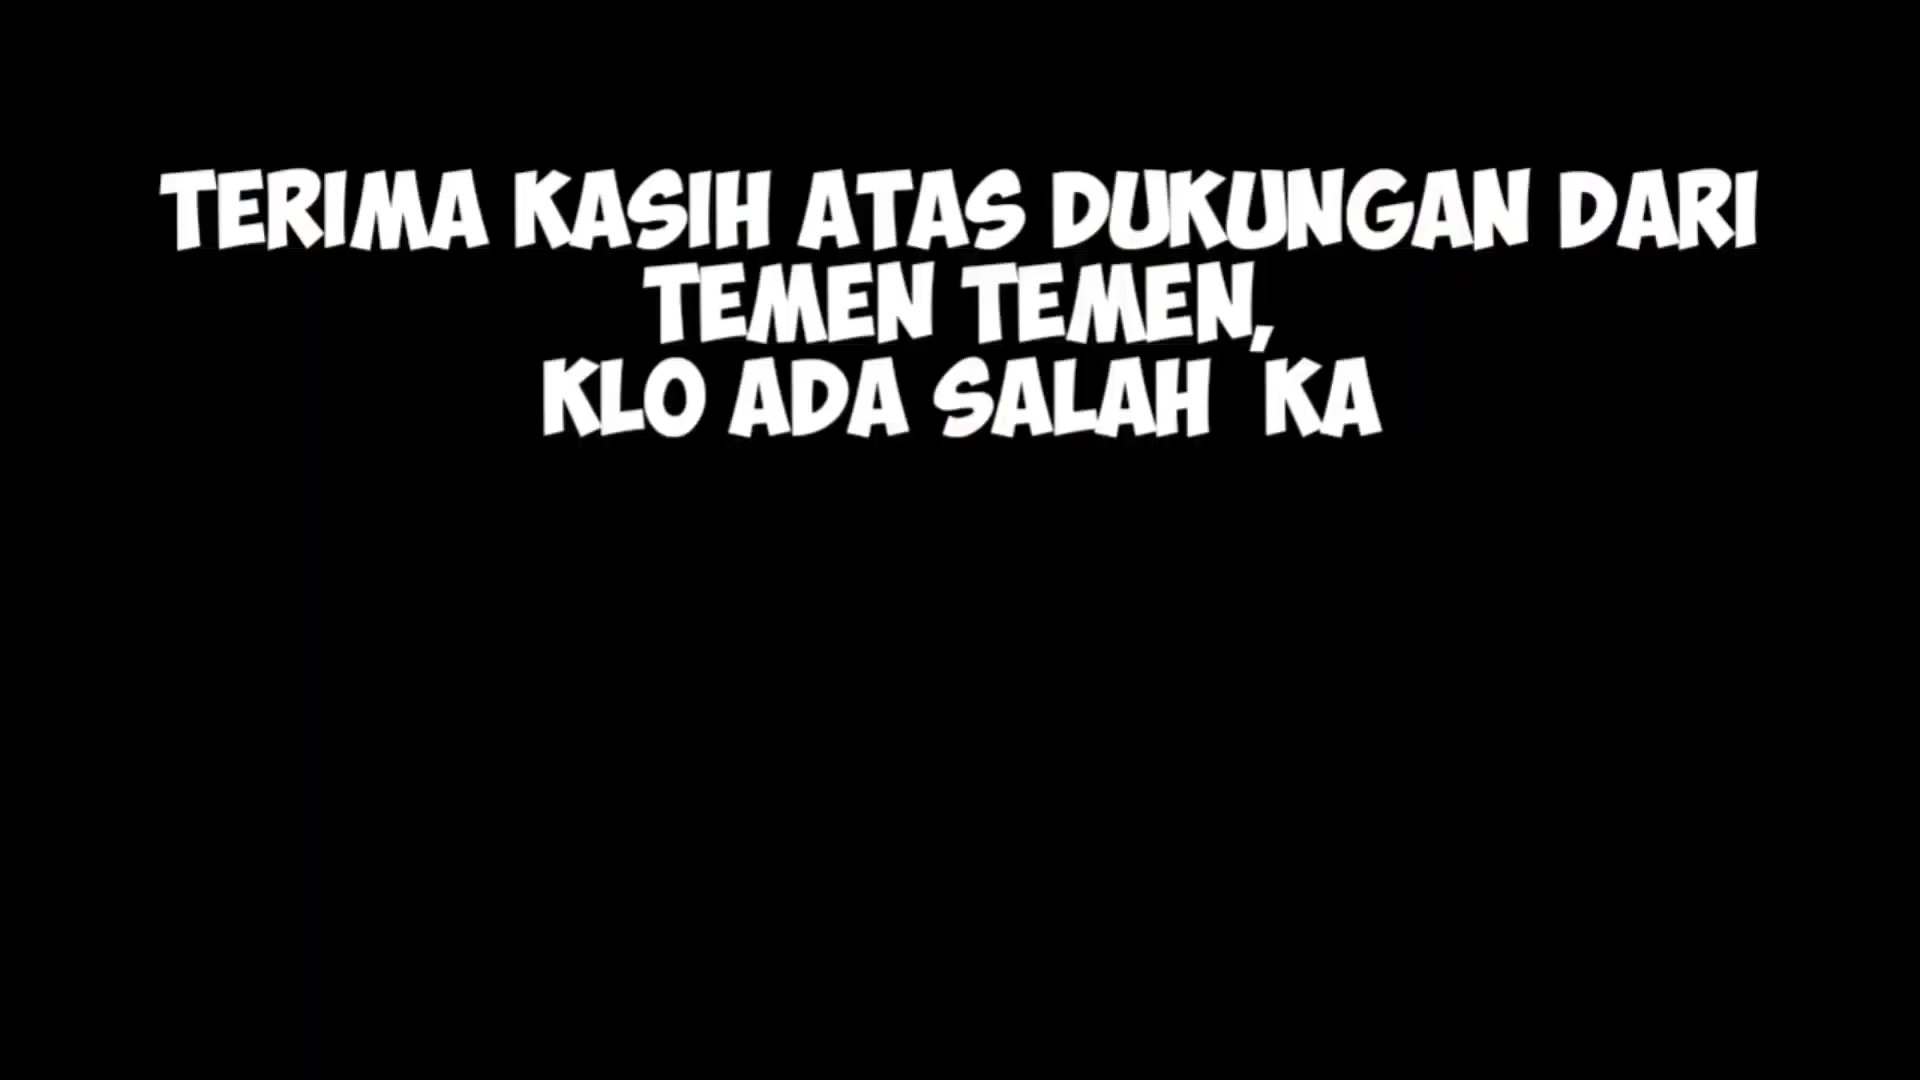 TERIMA KASIH ATAS DUKUNGAN DARI
TEMEN TEMEN,
KLO ADA SALAH  KA